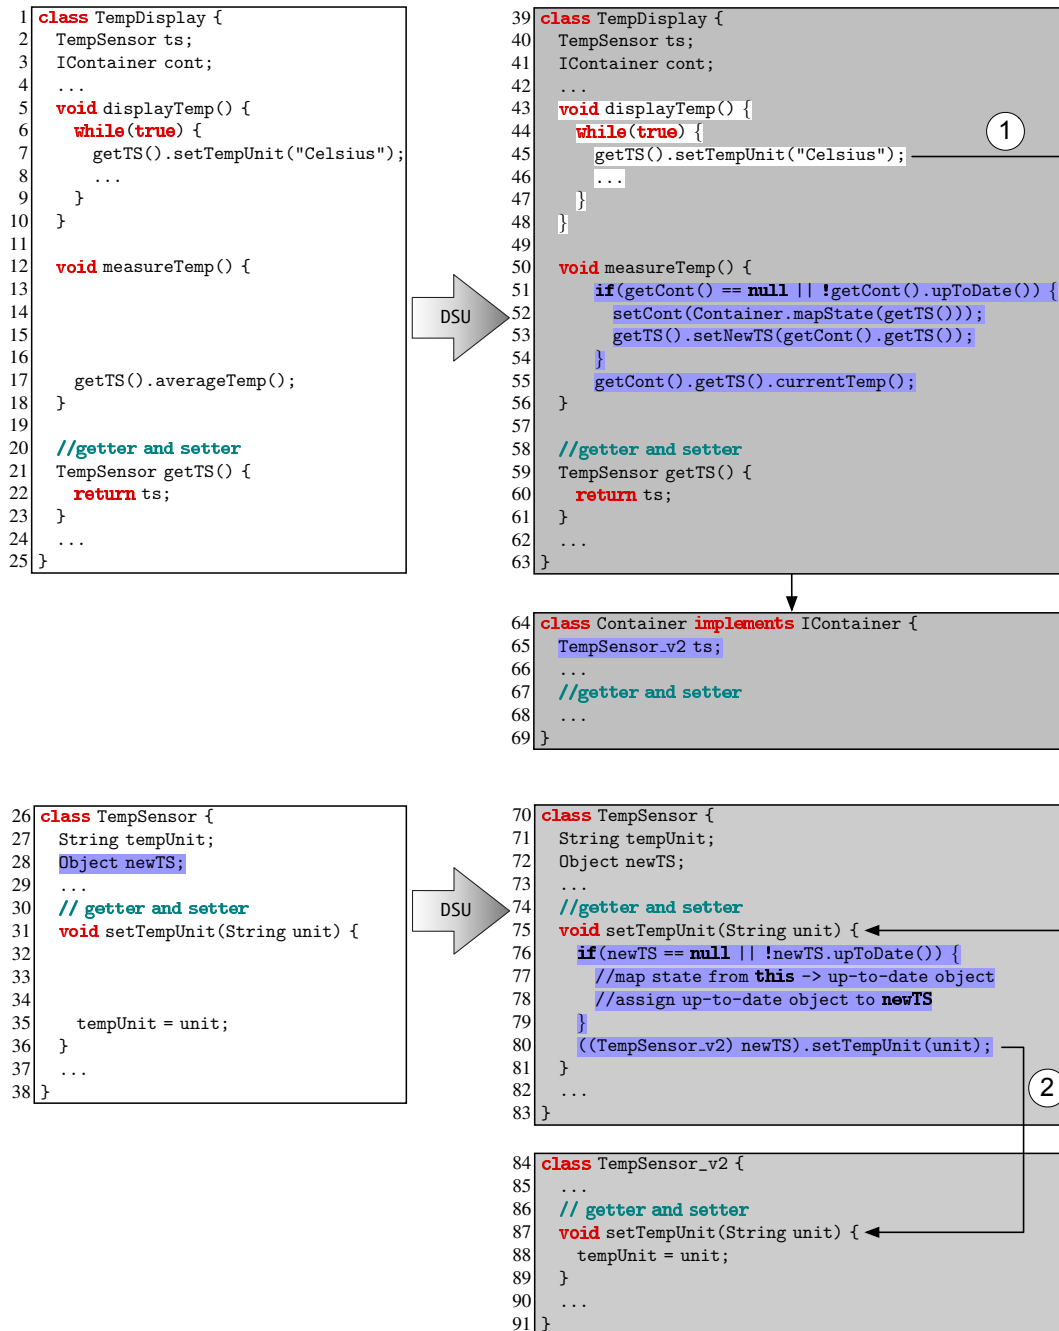 1 class TempDisplay {
2 TempSensor ts;
3 IContainer cont;
4 ...
5 void displayTemp() {
6 while(true) {
7 getTS().setTempUnit("Celsius");
8 ...
9 }
10 }
11
12 void measureTemp() {
13
14
15
16
17 getTS().averageTemp();
18 }
19
20 //getter and setter
21 TempSensor getTS() {
22 return ts;
23 }
24 ...
25 }
DSU
39 class TempDisplay {
40 TempSensor ts;
41 IContainer cont;
42 ...
43 void displayTemp() {
44 while(true) {
45 getTS().setTempUnit("Celsius");
46 ...
47 }
48 }
49
50 void measureTemp() {
51 if(getCont() == null || !getCont().upToDate()) {
52 setCont(Container.mapState(getTS()));
53 getTS().setNewTS(getCont().getTS());
54 }
55 getCont().getTS().currentTemp();
56 }
57
58 //getter and setter
59 TempSensor getTS() {
60 return ts;
61 }
62 ...
63 }
1
64 class Container implements IContainer {
65 TempSensor_v2 ts;
66 ...
67 //getter and setter
68 ...
69 }
26 class TempSensor {
27 String tempUnit;
28 Object newTS;
29 ...
30 // getter and setter
31 void setTempUnit(String unit) {
32
33
34
35 tempUnit = unit;
36 }
37 ...
38 }
DSU
70 class TempSensor {
71 String tempUnit;
72 Object newTS;
73 ...
74 //getter and setter
75 void setTempUnit(String unit) {
76 if(newTS == null || !newTS.upToDate()) {
77 //map state from this -> up-to-date object
78 //assign up-to-date object to newTS
79 }
80 ((TempSensor_v2) newTS).setTempUnit(unit);
81 }
82 ...
83 }
2
84 class TempSensor_v2 {
85 ...
86 // getter and setter
87 void setTempUnit(String unit) {
88 tempUnit = unit;
89 }
90 ...
91 }